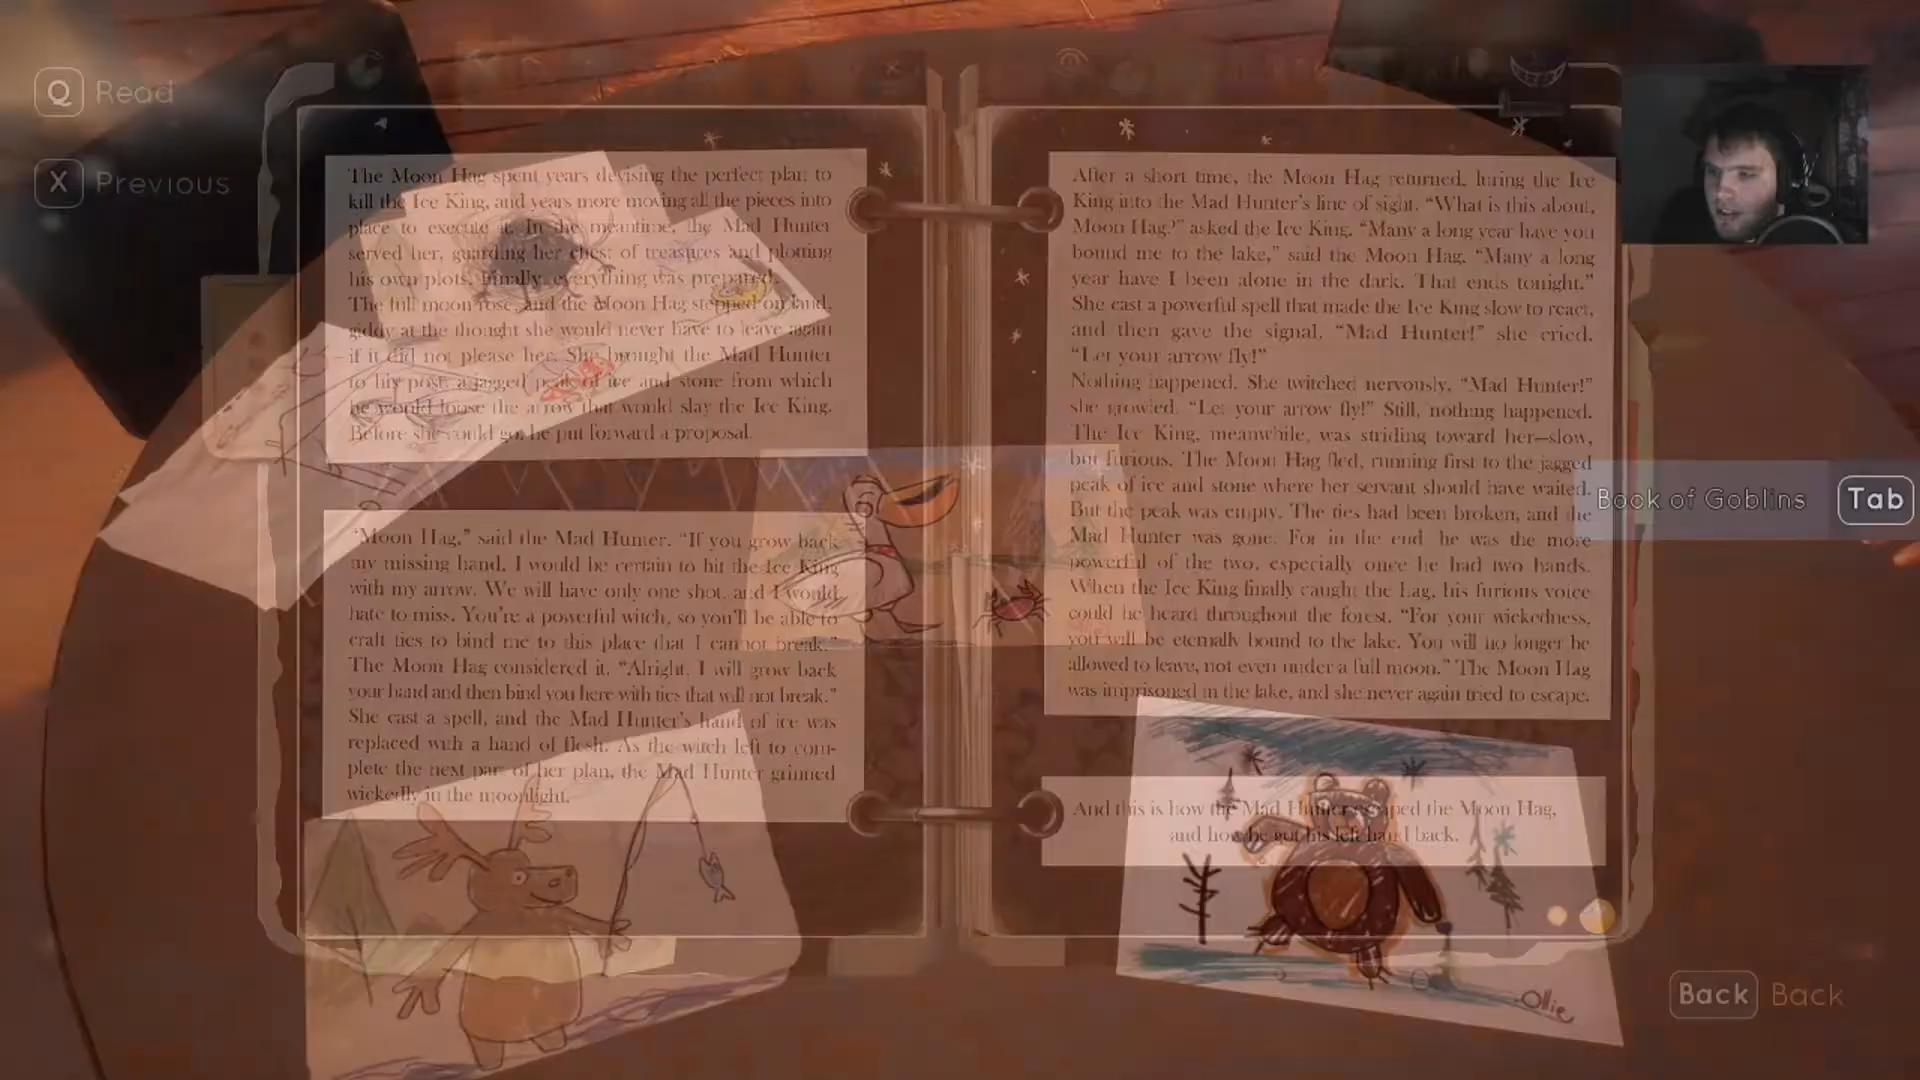 Q Read
X Previous
The Moon Hag spent years devising the perfect plan to
kill the Ice King, and years more moving all the pieces into
place to execute it. In the meantime, the Mad Hunter
served her, guarding her chest of treasures and plotting
his own plots. Finally, everything was prepared.
The full moon rose, and the Moon Hag stepped on land,
giddy at the thought she would never have to leave again
if it did not please her. She brought the Mad Hunter
to his post, a jagged peak of ice and stone from which
he would loose the arrow that would slay the Ice King.
Before she could go, he put forward a proposal.
"Moon Hag," said the Mad Hunter. "If you grow back
my missing hand, I would be certain to hit the Ice King
with my arrow. We will have only one shot, and I would
hate to miss. You're a powerful witch, so you'll be able to
craft ties to bind me to this place that I cannot break."
The Moon Hag considered it. "Alright. I will grow back
your hand and then bind you here with ties that will not break."
She cast a spell, and the Mad Hunter's hand of ice was
replaced with a hand of flesh. As the witch left to com-
plete the next part of her plan, the Mad Hunter grinned
wickedly in the moonlight.
After a short time, the Moon Hag returned, luring the Ice
King into the Mad Hunter's line of sight. "What is this about,
Moon Hag?" asked the Ice King. "Many a long year have you
bound me to the lake," said the Moon Hag. "Many a long
year have I been alone in the dark. That ends tonight."
She cast a powerful spell that made the Ice King slow to react,
and then gave the signal. "Mad Hunter!" she cried.
"Let your arrow fly!"
Nothing happened. She twitched nervously. "Mad Hunter!"
she growled. "Let your arrow fly!" Still, nothing happened.
The Ice King, meanwhile, was striding toward her—slow,
but furious. The Moon Hag fled, running first to the jagged
peak of ice and stone where her servant should have waited.
But the peak was empty. The ties had been broken, and the
Mad Hunter was gone. For in the end he was the more
powerful of the two, especially once he had two hands.
When the Ice King finally caught the Hag, his furious voice
could be heard throughout the forest. "For your wickedness,
you will be eternally bound to the lake. You will no longer be
allowed to leave, not even under a full moon." The Moon Hag
was imprisoned in the lake, and she never again tried to escape.
And this is how the Mad Hunter escaped the Moon Hag,
and how he got his left hand back.
Book of Goblins Tab
-Ollie
Back Back